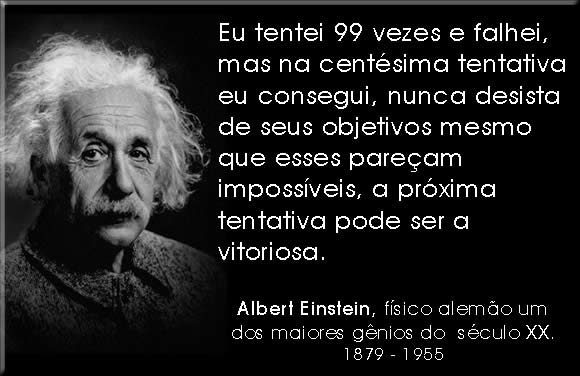 Eu tentei 99 vezes e falhei,
mas na centésima tentativa
eu consegui, nunca desista
de seus objetivos mesmo
que esses pareçam
impossíveis, a próxima
tentativa pode ser a
vitoriosa.
Albert Einstein, físico alemão um
dos maiores gênios do século XX.
1879 - 1955